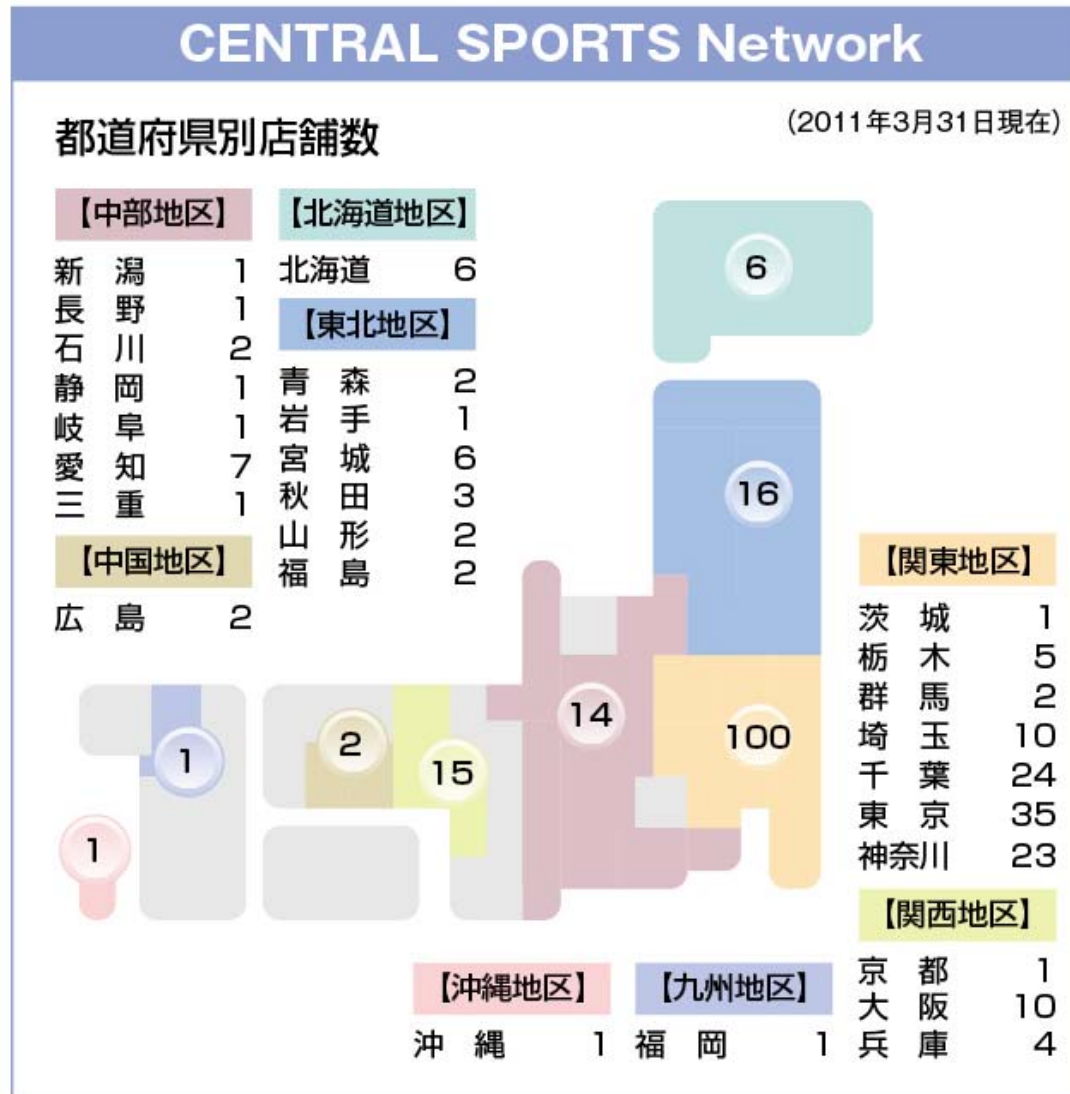 CENTRAL SPORTS Network
都道府県別店舗数
(2011年3月31日現在)
【中部地区】
新潟 1
長野 1
石川 2
静岡 1
岐阜 1
愛知 7
三重 1
【中国地区】
広島 2
【北海道地区】
北海道 6
【東北地区】
青森 2
岩手 1
宮城 6
秋田 3
山形 2
福島 2
6
16
14
100
2
15
1
1
【関東地区】
茨城 1
栃木 5
群馬 2
埼玉 10
千葉 24
東京 35
神奈川 23
【関西地区】
京都 1
大阪 10
兵庫 4
【沖縄地区】
沖縄 1
【九州地区】
福岡 1